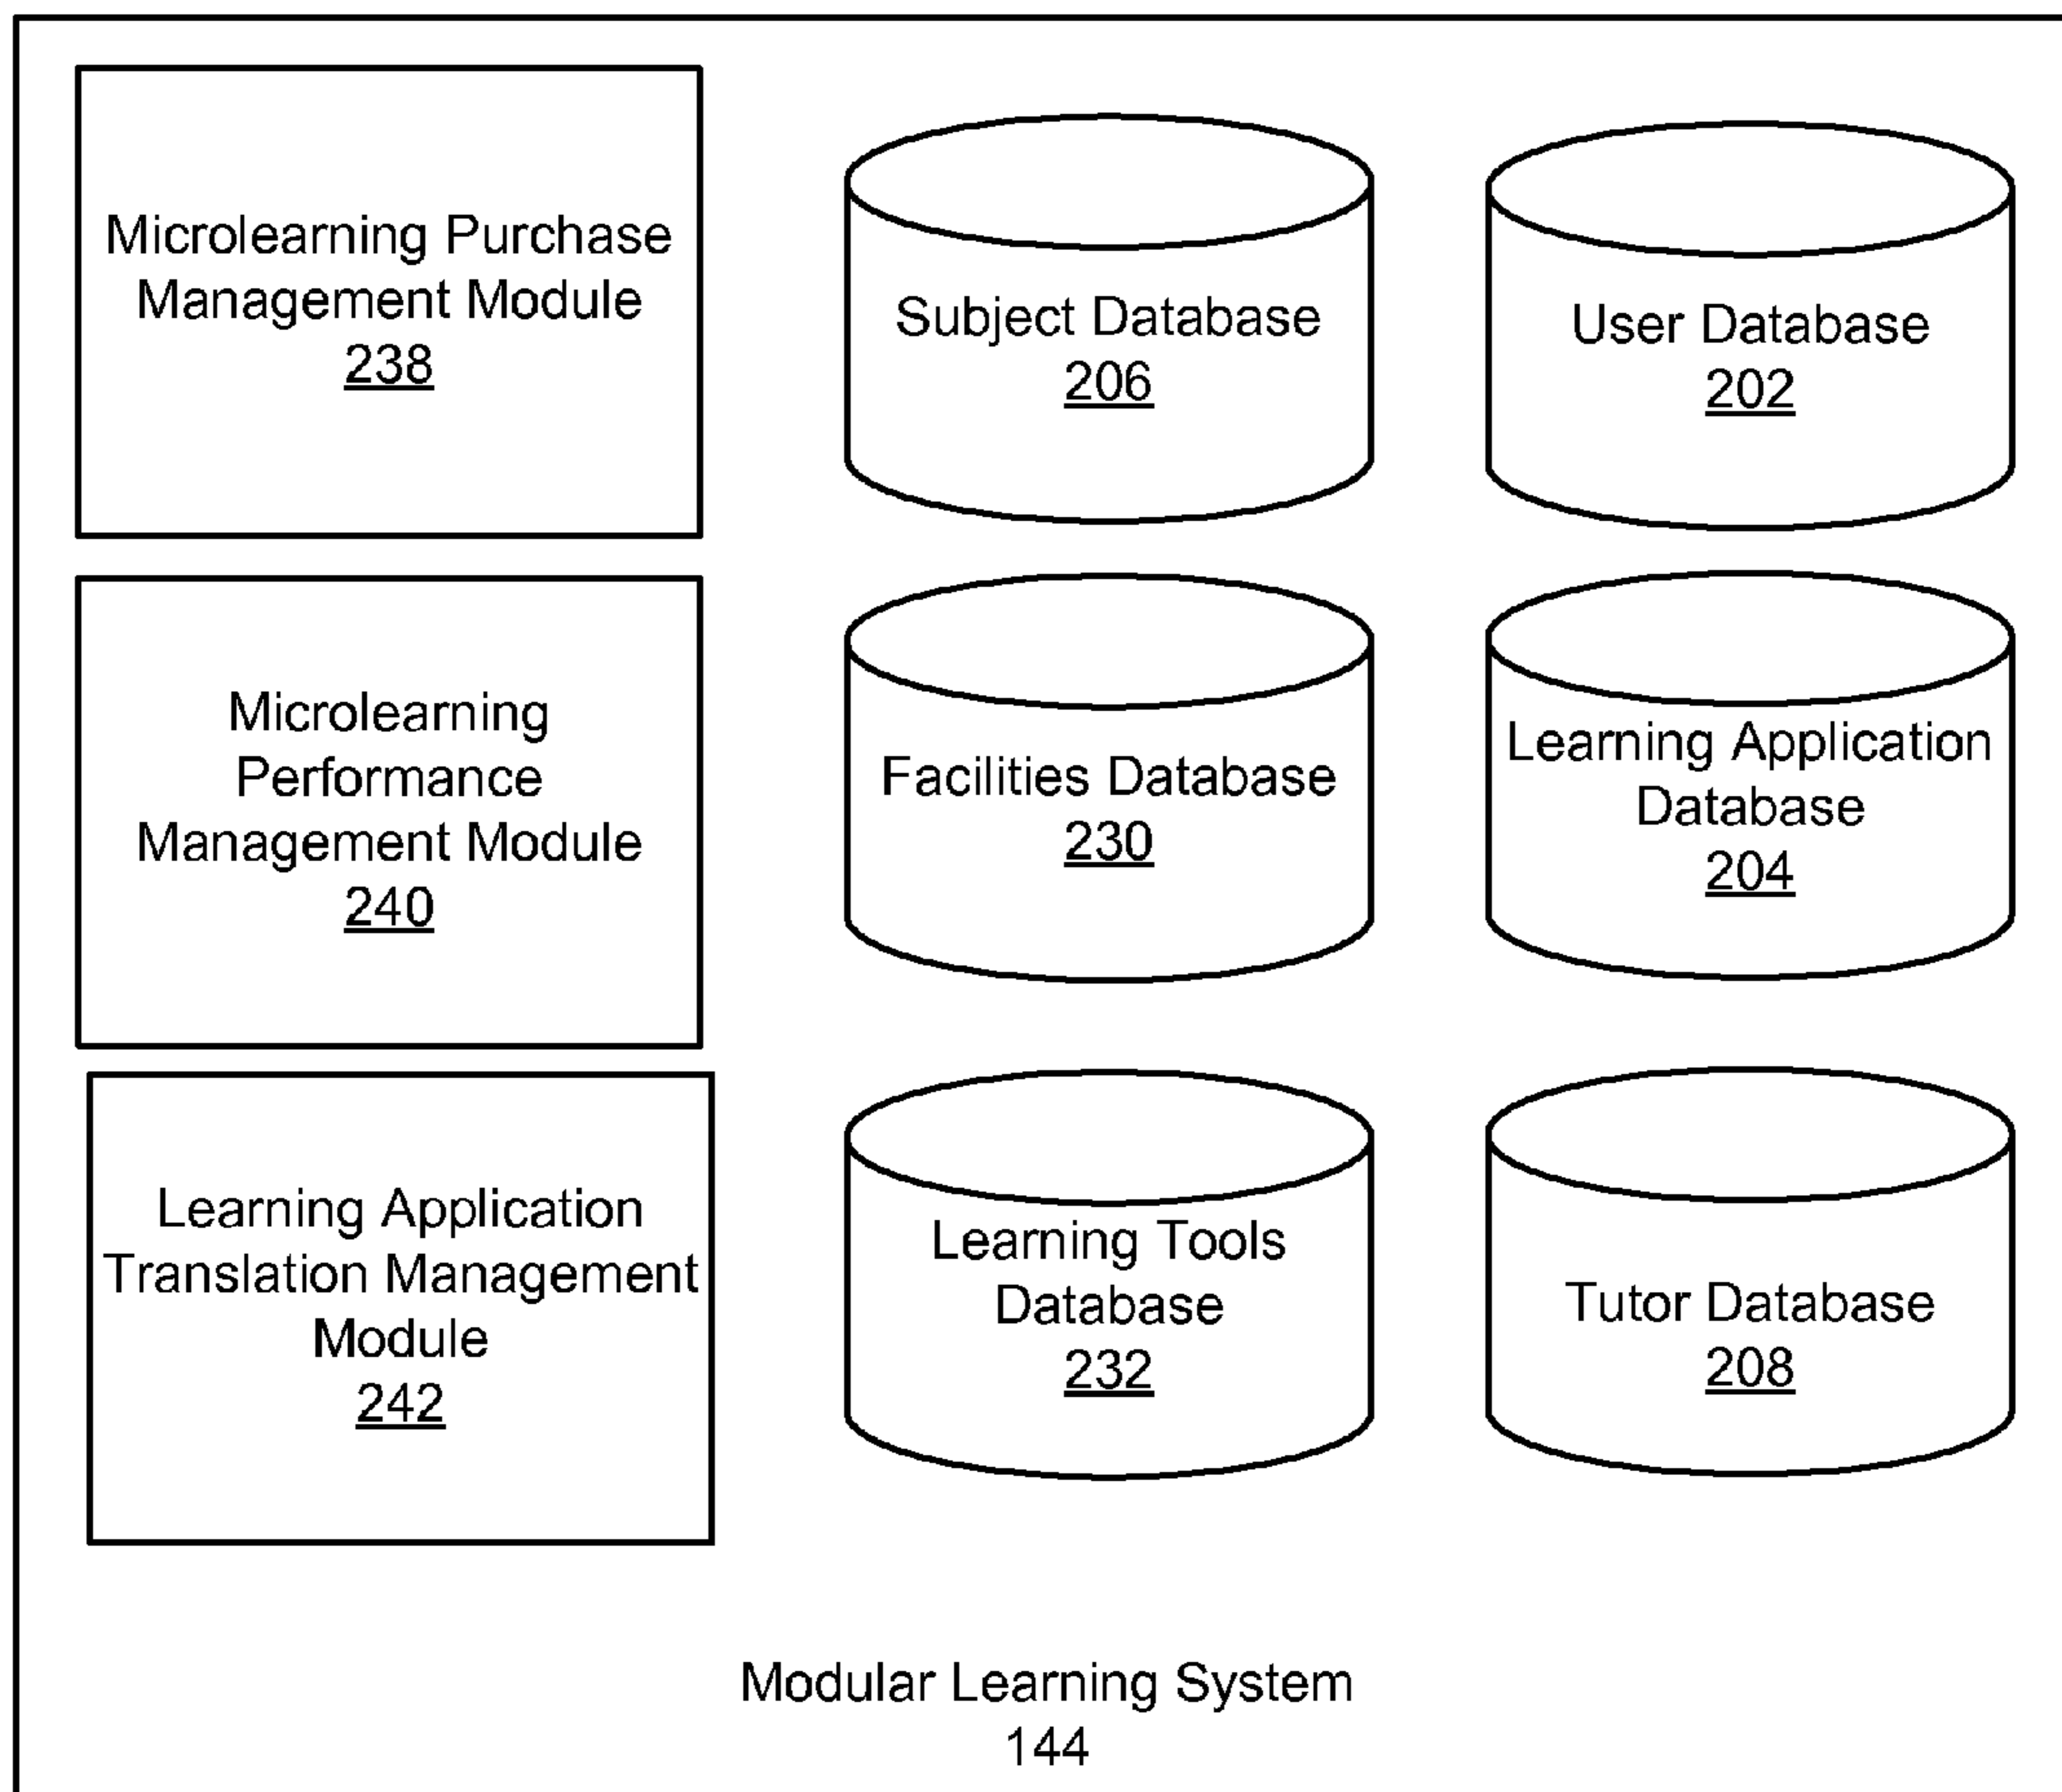 Microlearning Purchase
Management Module
238
Subject Database
206
User Database
202
Microlearning
Performance
Management Module
240
Facilities Database
230
Learning Application
Database
204
Learning Application
Translation Management
Module
242
Learning Tools
Database
232
Tutor Database
208
Modular Learning System
144